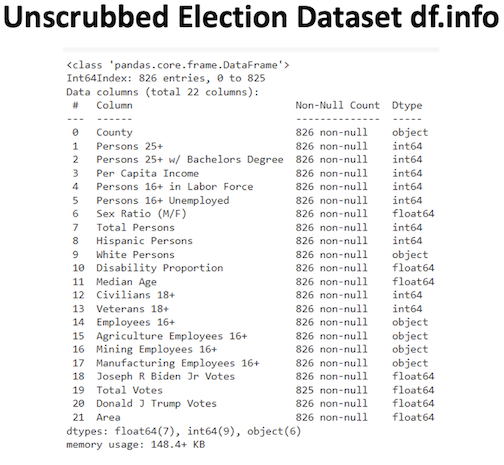 Unscrubbed Election Dataset df.info
<class 'pandas.core.frame.DataFrame'>
Int64Index: 826 entries, 0 to 825
Data columns (total 22 columns):
 #   Column                         Non-Null Count  Dtype
---  ------                         --------------  -----
 0   County                         826 non-null    object
 1   Persons 25+                    826 non-null    int64
 2   Persons 25+ w/ Bachelors Degree  826 non-null    int64
 3   Per Capita Income              826 non-null    int64
 4   Persons 16+ in Labor Force     826 non-null    int64
 5   Persons 16+ Unemployed         826 non-null    int64
 6   Sex Ratio (M/F)                826 non-null    float64
 7   Total Persons                  826 non-null    int64
 8   Hispanic Persons               826 non-null    int64
 9   White Persons                  826 non-null    object
 10  Disability Proportion          826 non-null    float64
 11  Median Age                     826 non-null    float64
 12  Civilians 18+                  826 non-null    int64
 13  Veterans 18+                   826 non-null    int64
 14  Employees 16+                  826 non-null    object
 15  Agriculture Employees 16+      826 non-null    object
 16  Mining Employees 16+           826 non-null    object
 17  Manufacturing Employees 16+    826 non-null    object
 18  Joseph R Biden Jr Votes        826 non-null    float64
 19  Total Votes                    825 non-null    float64
 20  Donald J Trump Votes           826 non-null    float64
 21  Area                           826 non-null    float64
dtypes: float64(7), int64(9), object(6)
memory usage: 148.4+ KB